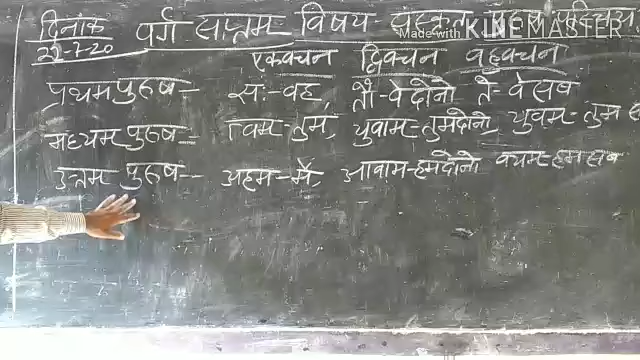 Made with KINEMASTER
दिनांक वर्ग सप्तम विषय - संस्कृत
22-7-20
एकवचन द्विवचन बहुवचन
प्रथम पुरुष - सः - वह, तौ - वे दोनो ते - वे सब
मध्यम पुरुष - त्वम - तुम, युवाम - तुम दोनो, युयम - तुम स
उत्तम पुरुष - अहम - मैं, आवाम - हम दोनो वयम - हम सब